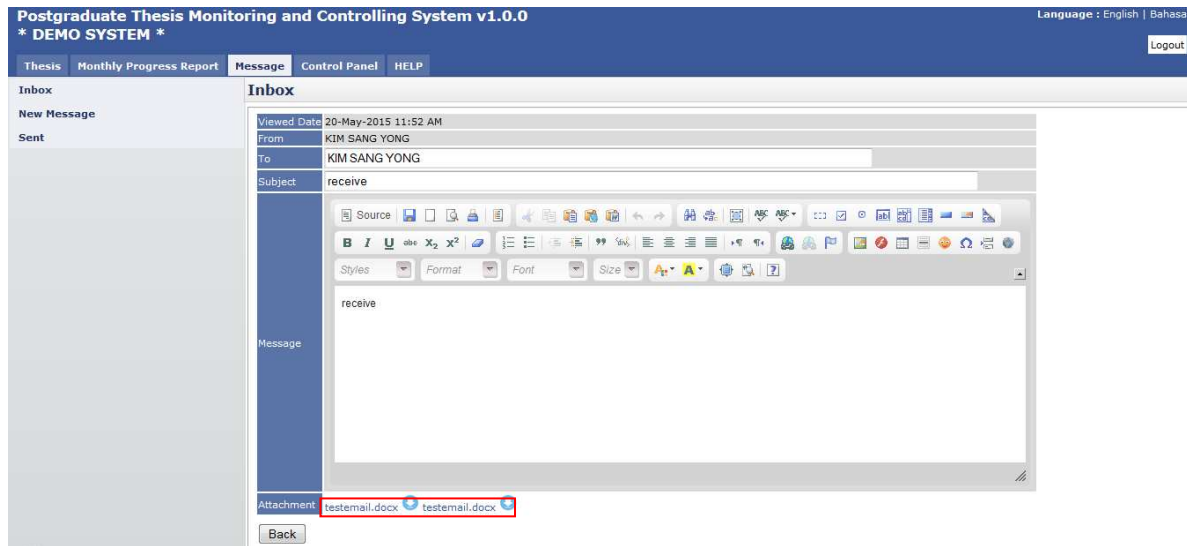 Postgraduate Thesis Monitoring and Controlling System v1.0.0
Language : English | Bahasa
* DEMO SYSTEM *
Logout
Thesis Monthly Progress Report Message Control Panel HELP
Inbox
New Message
Sent
Inbox
Viewed Date 20-May-2015 11:52 AM
From KIM SANG YONG
To KIM SANG YONG
Subject receive
Source
B I U abc X₂ X²
Styles Format Font Size A A
receive
Message
Attachment testemail.docx testemail.docx
Back